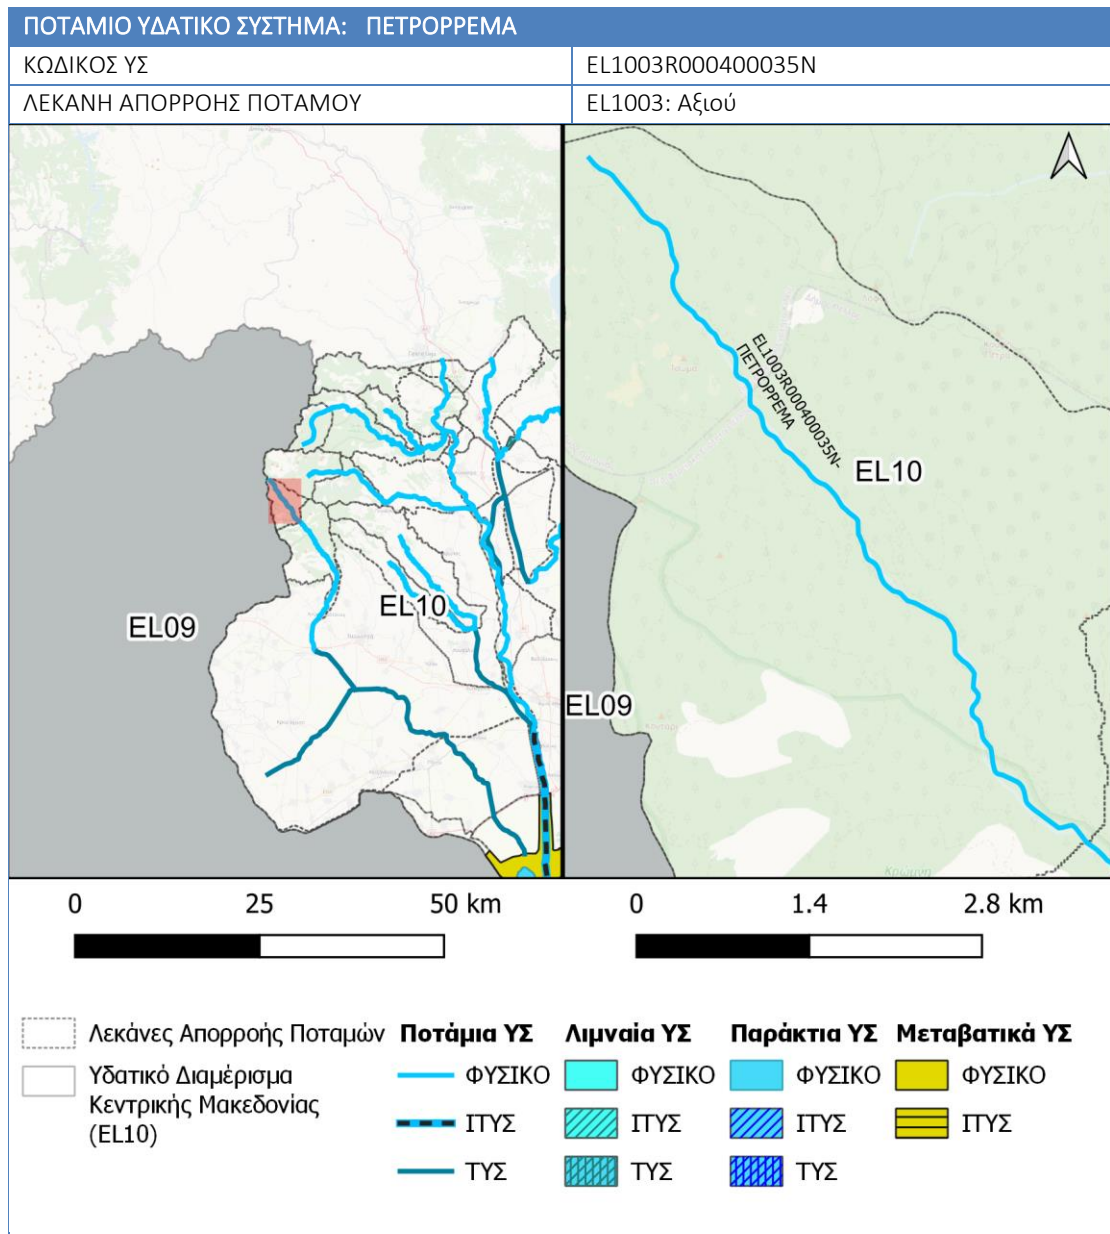 ΠΟΤΑΜΙΟ ΥΔΑΤΙΚΟ ΣΥΣΤΗΜΑ: ΠΕΤΡΟΡΡΕΜΑ
ΚΩΔΙΚΟΣ ΥΣ EL1003R000400035N
ΛΕΚΑΝΗ ΑΠΟΡΡΟΗΣ ΠΟΤΑΜΟΥ EL1003: Αξιού
EL09
EL10
EL1003R000400035N-
ΠΕΤΡΟΡΡΕΜΑ
EL10
EL09
0 25 50 km
0 1.4 2.8 km
Λεκάνες Απορροής Ποταμών
Υδατικό Διαμέρισμα
Κεντρικής Μακεδονίας
(EL10)
Ποτάμια ΥΣ
ΦΥΣΙΚΟ
ΙΤΥΣ
ΤΥΣ
Λιμναία ΥΣ
ΦΥΣΙΚΟ
ΙΤΥΣ
ΤΥΣ
Παράκτια ΥΣ
ΦΥΣΙΚΟ
ΙΤΥΣ
ΤΥΣ
Μεταβατικά ΥΣ
ΦΥΣΙΚΟ
ΙΤΥΣ